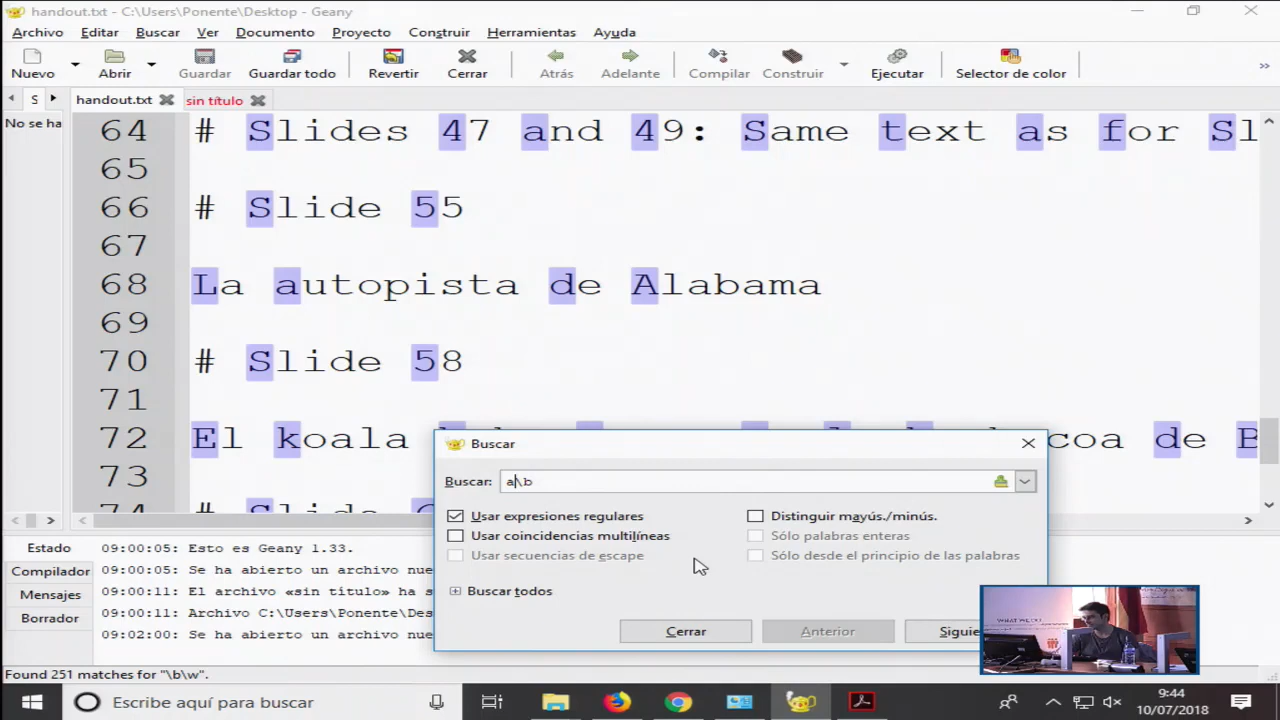 handout.txt - C:\Users\Ponente\Desktop - Geany
Archivo Editar Buscar Ver Documento Proyecto Construir Herramientas Ayuda
Nuevo Abrir Guardar Guardar todo Revertir Cerrar Atrás Adelante Compilar Construir Ejecutar Selector de color
S handout.txt sin título
No se ha
64 # Slides 47 and 49: Same text as for Sl
65
66 # Slide 55
67
68 La autopista de Alabama
69
70 # Slide 58
71
72 El koala
coa de B
73
74
Buscar
Buscar: a\b
Usar expresiones regulares
Distinguir mayús./minús.
Usar coincidencias multilíneas
Sólo palabras enteras
Usar secuencias de escape
Sólo desde el principio de las palabras
Buscar todos
Cerrar Anterior Siguie
Estado
Compilador
Mensajes
Borrador
09:00:05: Esto es Geany 1.33.
09:00:05: Se ha abierto un archivo nue
09:00:11: El archivo «sin título» ha s
09:00:11: Archivo C:\Users\Ponente\Des
09:02:00: Se ha abierto un archivo nue
Found 251 matches for "\b\w".
Escribe aquí para buscar
9:44
10/07/2018